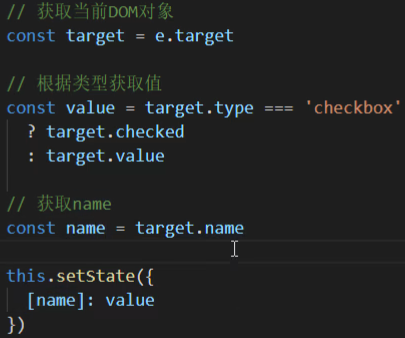 // 获取当前DOM对象
const target = e.target
// 根据类型获取值
const value = target.type === 'checkbox'
? target.checked
: target.value
// 获取name
const name = target.name
this.setState({
[name]: value
})